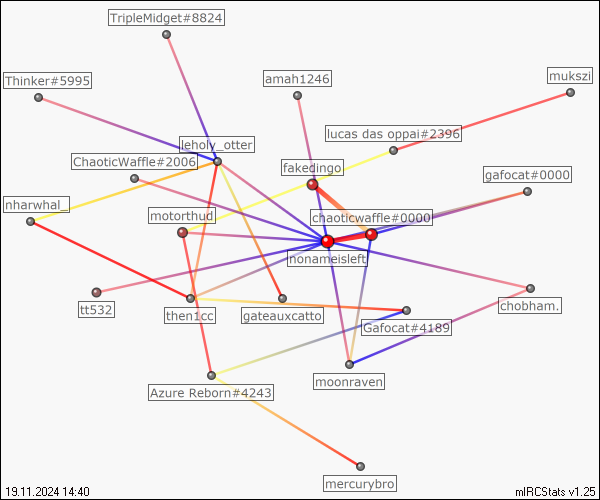 TripleMidget#8824
Thinker#5995
amah1246
mukszi
lucas das oppai#2396
leholy_otter
ChaoticWaffle#2006
fakedingo
gafocat#0000
nharwhal_
motorthud
chaoticwaffle#0000
nonameisleft
tt532
then1cc
gateauxcatto
Gafocat#4189
chobham.
moonraven
Azure Reborn#4243
mercurybro
19.11.2024 14:40
mIRCStats v1.25